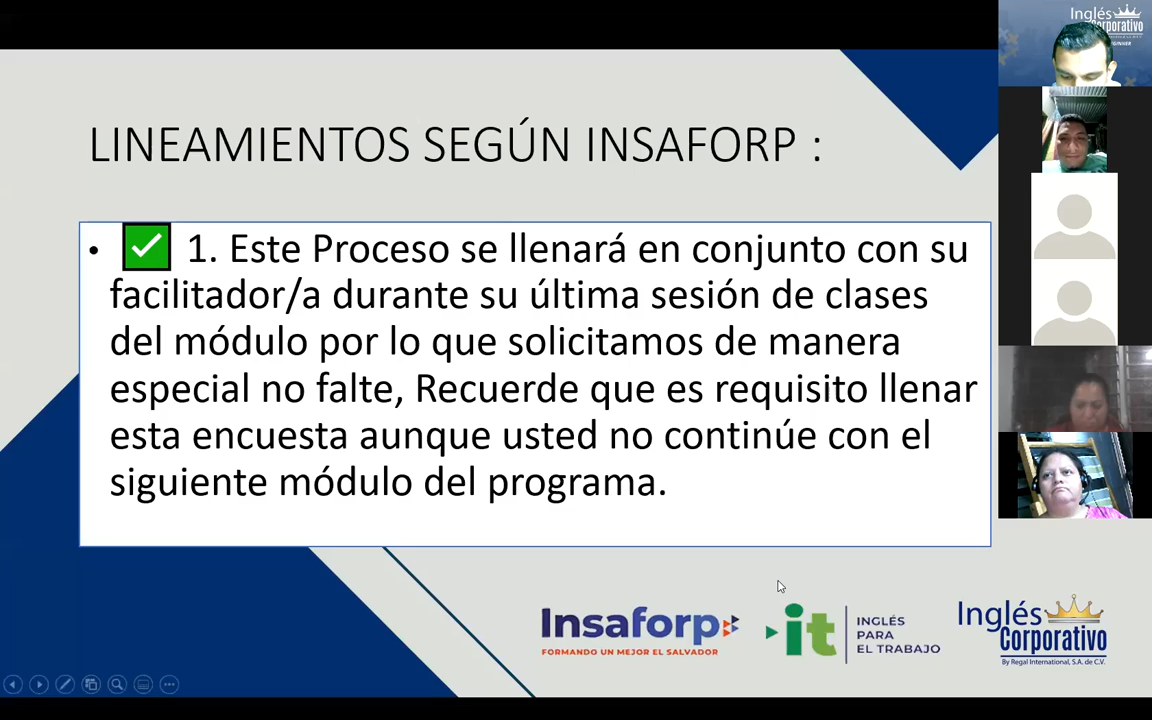 Inglés
Corporativo
LINEAMIENTOS SEGÚN INSAFORP :
• ✅ 1. Este Proceso se llenará en conjunto con su
facilitador/a durante su última sesión de clases
del módulo por lo que solicitamos de manera
especial no falte, Recuerde que es requisito llenar
esta encuesta aunque usted no continúe con el
siguiente módulo del programa.
Insaforp
FORMANDO UN MEJOR EL SALVADOR
it
INGLÉS
PARA
EL TRABAJO
Inglés
Corporativo
By Regal International, S.A. de C.V.